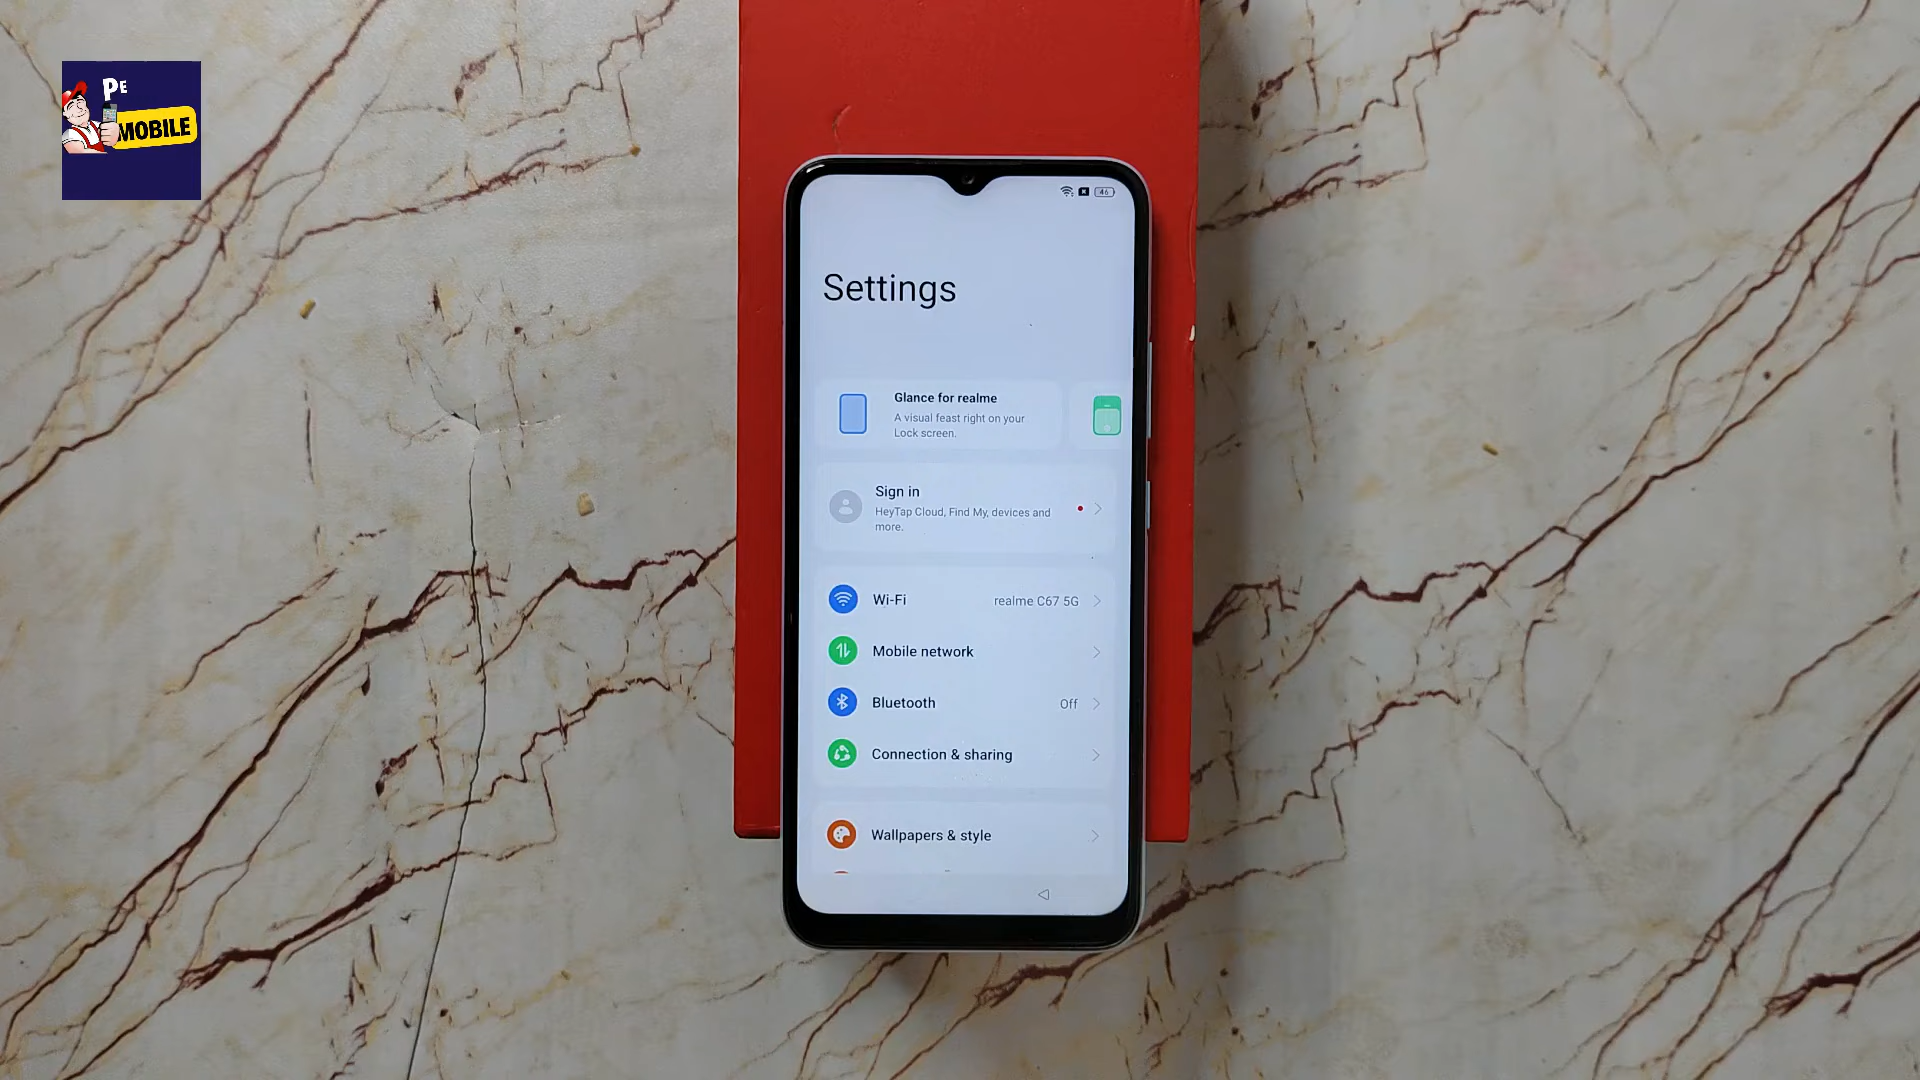 PE
MOBILE
46
Settings
Glance for realme
A visual feast right on your
Lock screen.
Sign in
HeyTap Cloud, Find My, devices and
more.
Wi-Fi
realme C67 5G
Mobile network
Bluetooth
Off
Connection & sharing
Wallpapers & style